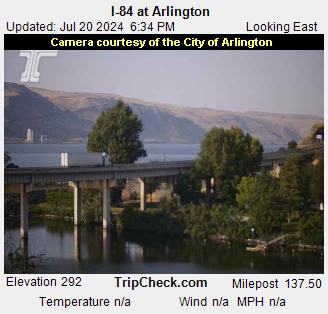 I-84 at Arlington
Updated: Jul 20 2024 6:34 PM Looking East
Camera courtesy of the City of Arlington
Elevation 292 TripCheck.com Milepost 137.50
Temperature n/a Wind n/a MPH n/a